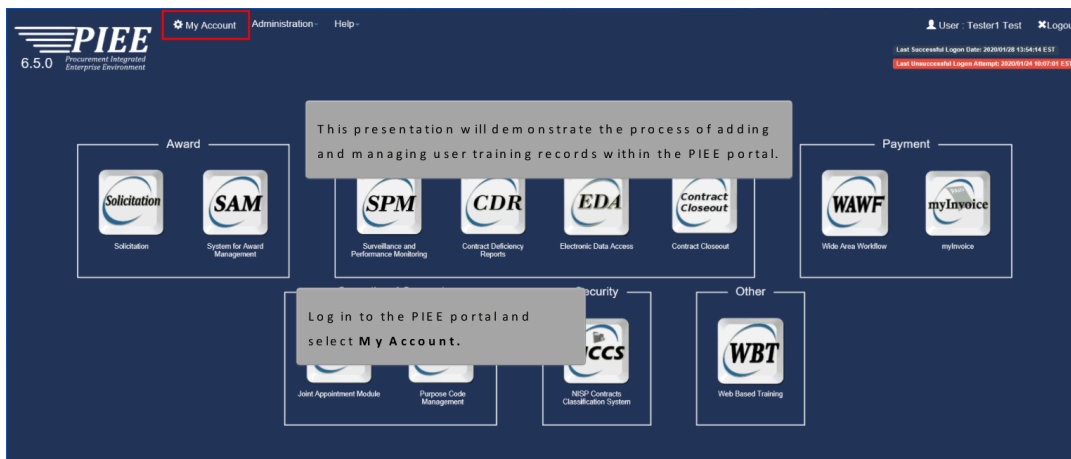 My Account
Administration
Help
User : Tester1 Test
Logou
PIEE
Procurement Integrated
Enterprise Environment
6.5.0
Last Successful Logon Date: 2020/01/28 13:54:14 EST
Last Unsuccessful Logon Attempt: 2020/01/24 10:07:01 EST
This presentation will demonstrate the process of adding
and managing user training records within the PIEE portal.
Award
Solicitation
SAM
Solicitation
System for Award
Management
SPM
CDR
EDA
Contract
Closeout
Surveillance and
Performance Monitoring
Contract Deficiency
Reports
Electronic Data Access
Contract Closeout
Payment
WAWF
myInvoice
Wide Area Workflow
myInvoice
Log in to the PIEE portal and
select My Account.
Joint Appointment Module
Purpose Code
Management
Security
NISP Contracts
Classification System
Other
WBT
Web Based Training